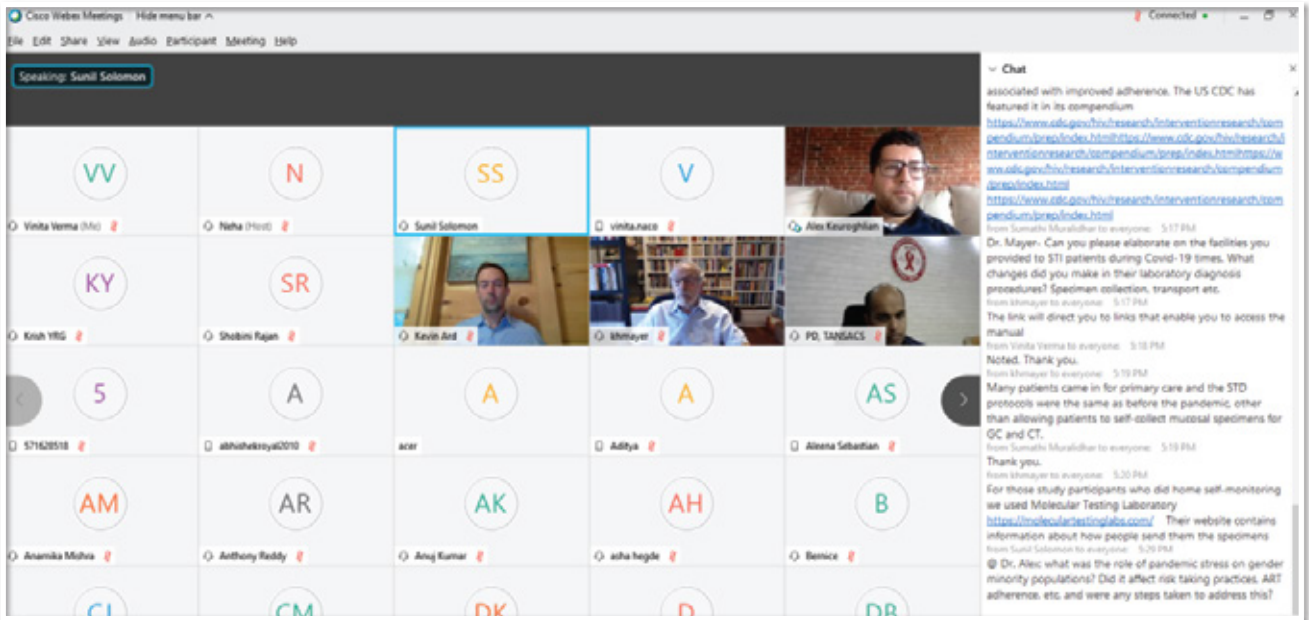 Cisco Webex Meetings Hide menu bar
Connected
File Edit Share View Audio Participant Meeting Help
Speaking: Sunil Solomon
VV
N
SS
V
Vinita Verma (Me)
Neha (Host)
Sunil Solomon
vinita.naco
Alex Keuroghlian
KY
SR
Krish YRG
Shobini Rajan
Kevin Ard
khmayer
PD, TANSACS
5
A
A
A
AS
571628518
abhishekroyal2010
acer
Aditya
Aleena Sebastian
AM
AR
AK
AH
B
Anamika Mishra
Anthony Reddy
Anuj Kumar
asha hegde
Bernice
CJ
CM
DK
D
DB
Chat
associated with improved adherence. The US CDC has
featured it in its compendium
https://www.cdc.gov/hiv/research/interventionresearch/com
pendium/prep/index.htmlhttps://www.cdc.gov/hiv/research/i
nterventionresearch/compendium/prep/index.htmlhttps://w
ww.cdc.gov/hiv/research/interventionresearch/compendium
/prep/index.html
https://www.cdc.gov/hiv/research/interventionresearch/com
pendium/prep/index.html
from Sumathi Muralidhar to everyone: 5:17 PM
Dr. Mayer- Can you please elaborate on the facilities you
provided to STI patients during Covid-19 times. What
changes did you make in their laboratory diagnosis
procedures? Specimen collection, transport etc.
from khmayer to everyone: 5:17 PM
The link will direct you to links that enable you to access the
manual
from Vinita Verma to everyone: 5:18 PM
Noted. Thank you.
from khmayer to everyone: 5:19 PM
Many patients came in for primary care and the STD
protocols were the same as before the pandemic, other
than allowing patients to self-collect mucosal specimens for
GC and CT.
from Sumathi Muralidhar to everyone: 5:19 PM
Thank you.
from khmayer to everyone: 5:20 PM
For those study participants who did home self-monitoring
we used Molecular Testing Laboratory
https://moleculartestinglabs.com/ Their website contains
information about how people send them the specimens
from Sunil Solomon to everyone: 5:29 PM
@ Dr. Alex: what was the role of pandemic stress on gender
minority populations? Did it affect risk taking practices, ART
adherence, etc. and were any steps taken to address this?